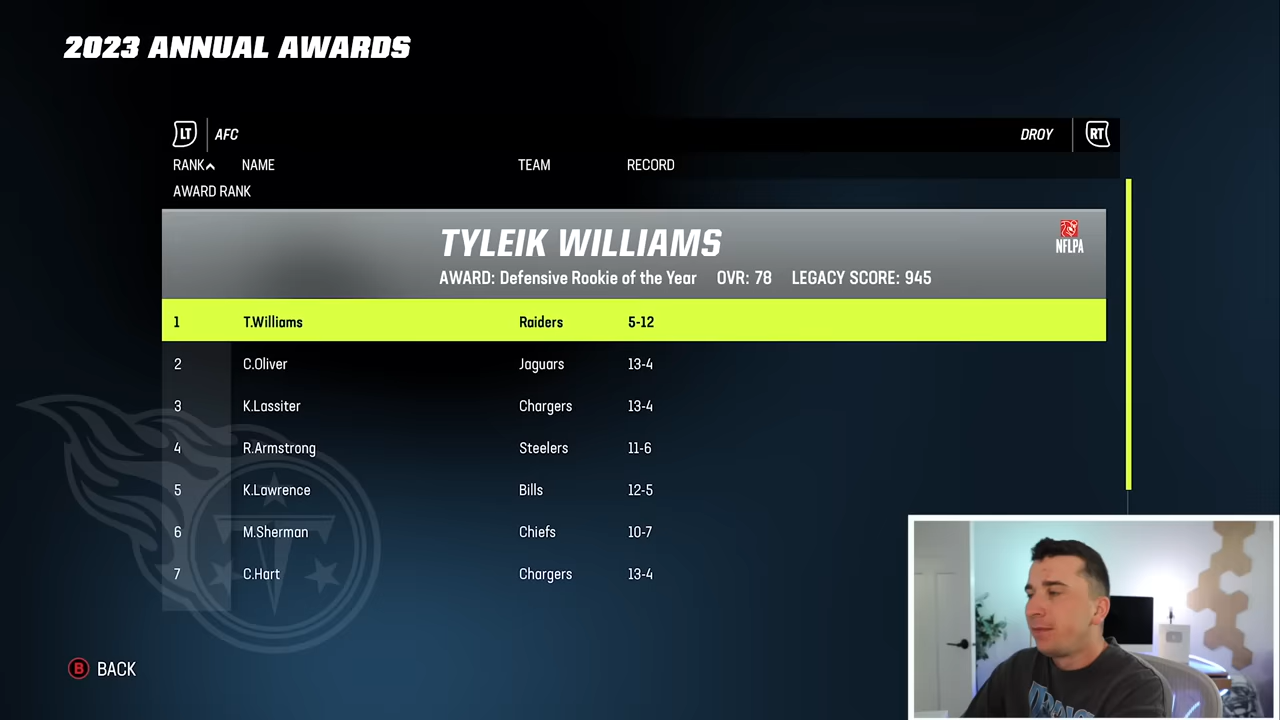 2023 ANNUAL AWARDS
LT AFC DROY RT
RANK NAME TEAM RECORD
AWARD RANK
TYLEIK WILLIAMS
NFLPA
AWARD: Defensive Rookie of the Year OVR: 78 LEGACY SCORE: 945
1 T.Williams Raiders 5-12
2 C.Oliver Jaguars 13-4
3 K.Lassiter Chargers 13-4
4 R.Armstrong Steelers 11-6
5 K.Lawrence Bills 12-5
6 M.Sherman Chiefs 10-7
7 C.Hart Chargers 13-4
B BACK